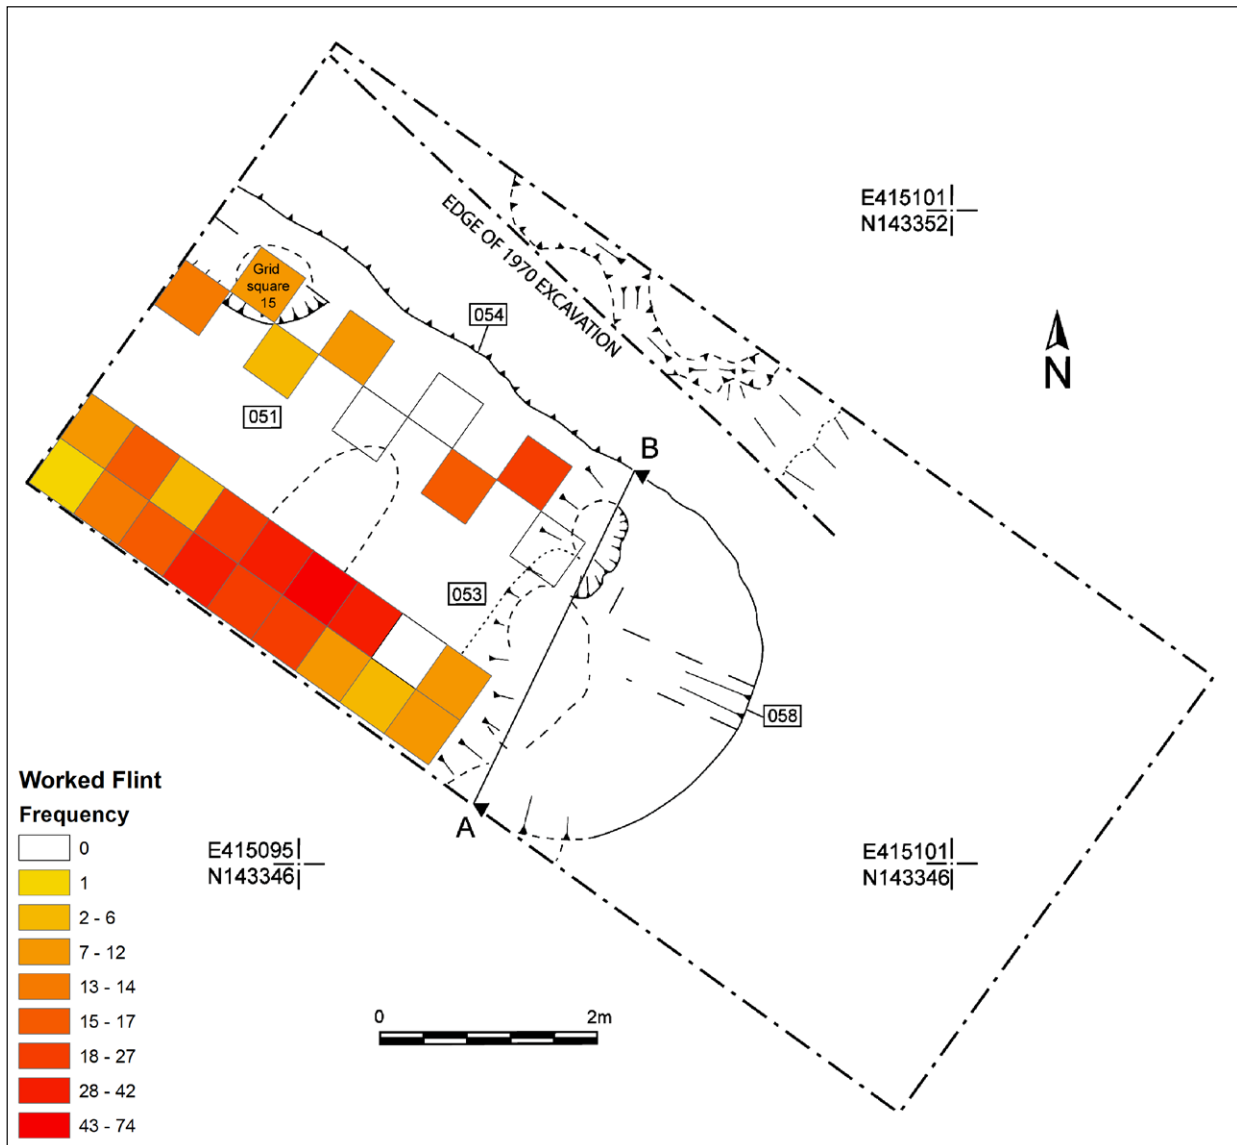 E415101
N143352
EDGE OF 1970 EXCAVATION
Grid
square
15
054
N
051
B
053
058
A
E415095
N143346
E415101
N143346
0
2m
Worked Flint
Frequency
0
1
2 - 6
7 - 12
13 - 14
15 - 17
18 - 27
28 - 42
43 - 74